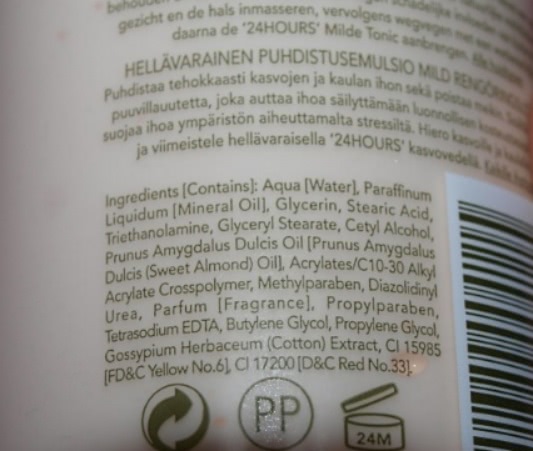 gezicht en de hals inmasseren, vervolgens wegvegen met een
daarna de '24HOURS' Milde Tonic aanbrengen.
HELLÄVARAINEN PUHDISTUSEMULSIO MILD
Puhdistaa tehokkaasti kasvojen ja kaulan ihon sekä poistaa
puuvillauutetta, joka auttaa ihoa säilyttämään luonnollisen
suojaa ihoa ympäristön aiheuttamalta stressiltä. Hiero kasvoille
ja viimeistele hellävaraisella '24HOURS' kasvovedellä.
Ingredients [Contains]: Aqua [Water], Paraffinum
Liquidum [Mineral Oil], Glycerin, Stearic Acid,
Triethanolamine, Glyceryl Stearate, Cetyl Alcohol,
Prunus Amygdalus Dulcis Oil [Prunus Amygdalus
Dulcis (Sweet Almond) Oil], Acrylates/C10-30 Alkyl
Acrylate Crosspolymer, Methylparaben, Diazolidinyl
Urea, Parfum [Fragrance], Propylparaben,
Tetrasodium EDTA, Butylene Glycol, Propylene Glycol,
Gossypium Herbaceum (Cotton) Extract, CI 15985
[FD&C Yellow No.6], CI 17200 [D&C Red No.33].
PP
24M